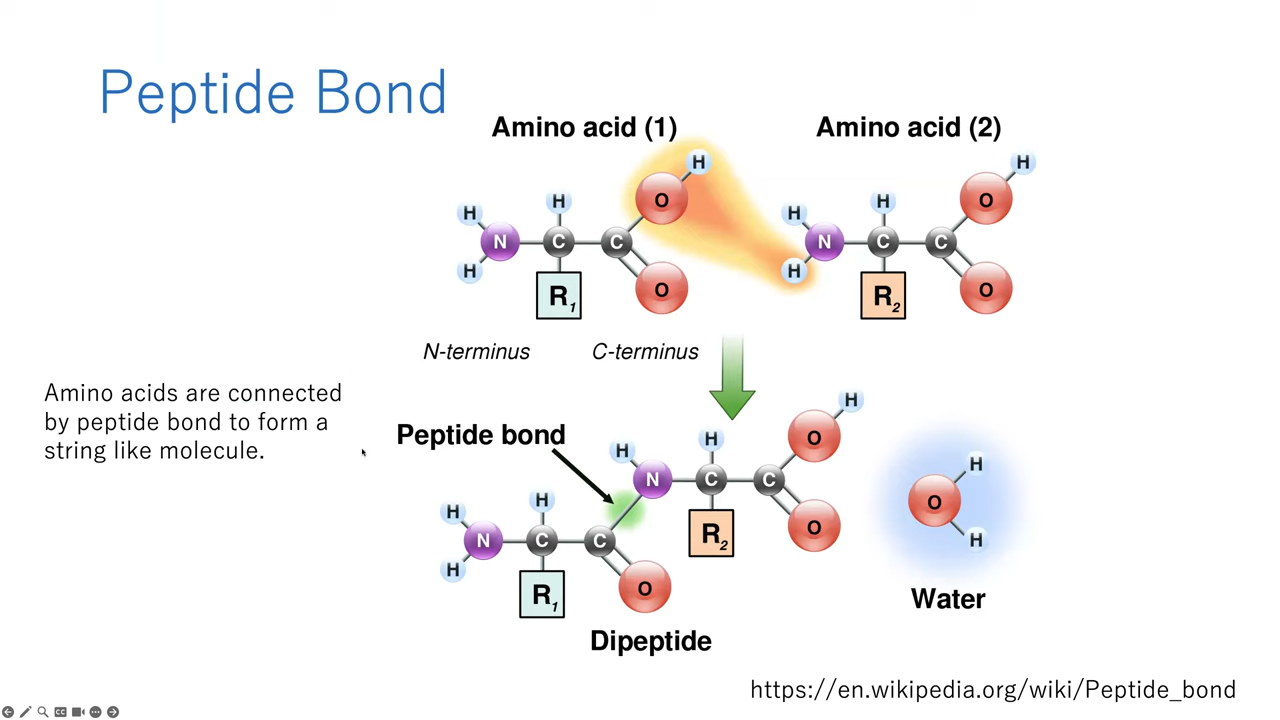 Peptide Bond
Amino acid (1)
Amino acid (2)
H
H
H
H
O
O
H
H
H
H
N
C
C
N
C
C
H
H
R1
O
R2
O
N-terminus
C-terminus
Amino acids are connected
by peptide bond to form a
string like molecule.
Peptide bond
H
O
H
H
N
C
C
H
O
H
H
H
N
C
C
R2
O
H
O
H
R1
Water
Dipeptide
https://en.wikipedia.org/wiki/Peptide_bond